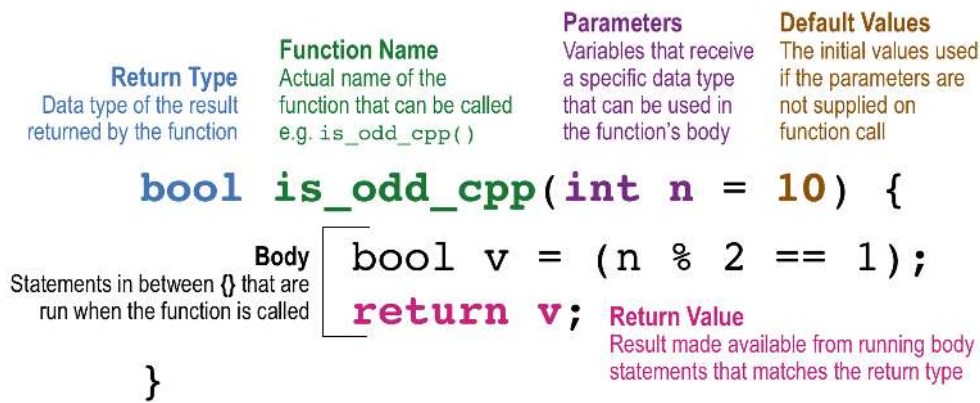 Return Type
Data type of the result
returned by the function
Function Name
Actual name of the
function that can be called
e.g. is_odd_cpp()
Parameters
Variables that receive
a specific data type
that can be used in
the function's body
Default Values
The initial values used
if the parameters are
not supplied on
function call
bool is_odd_cpp(int n = 10) {
Body
Statements in between {} that are
run when the function is called
bool v = (n % 2 == 1);
return v;
Return Value
Result made available from running body
statements that matches the return type
}